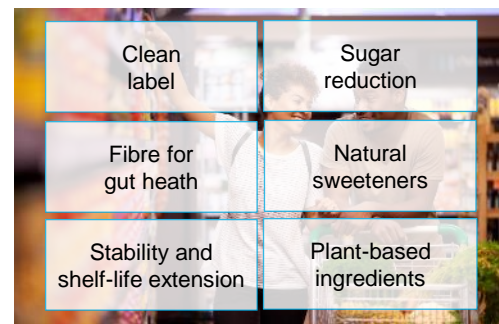 Clean
label
Sugar
reduction
Fibre for
gut heath
Natural
sweeteners
Stability and
shelf-life extension
Plant-based
ingredients